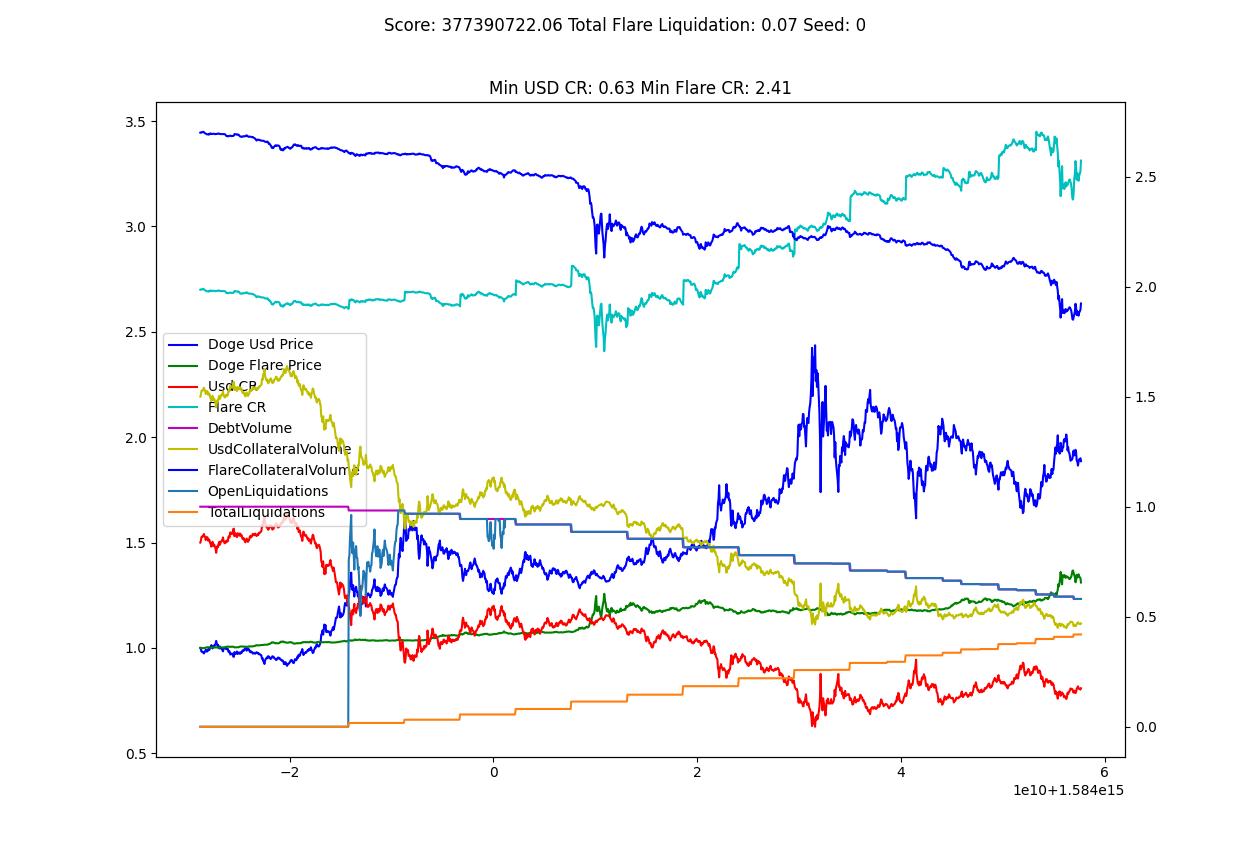 Score: 377390722.06 Total Flare Liquidation: 0.07 Seed: 0
Min USD CR: 0.63 Min Flare CR: 2.41
3.5
3.0
2.5
2.0
1.5
1.0
0.5
2.5
2.0
1.5
1.0
0.5
0.0
Doge Usd Price
Doge Flare Price
Usd CR
Flare CR
DebtVolume
UsdCollateralVolume
FlareCollateralVolume
OpenLiquidations
TotalLiquidations
−2 0 2 4 6
1e10+1.584e15